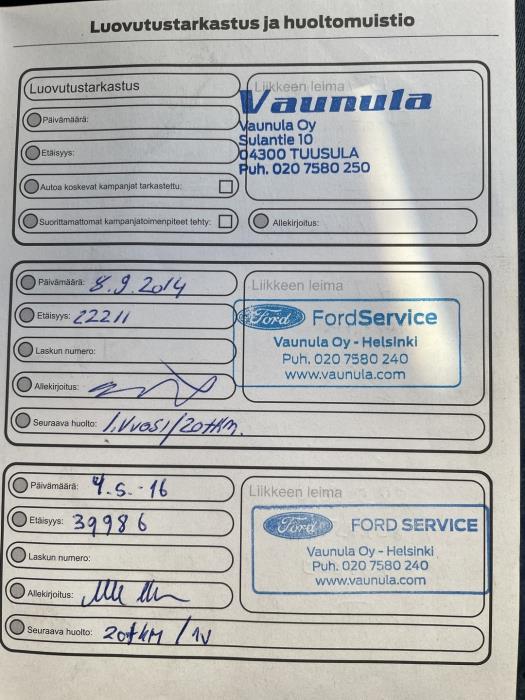 Luovutustarkastus ja huoltomuistio
Luovutustarkastus
Liikkeen leima
Vaunula
Päivämäärä:
Vaunula Oy
Sulantie 10
Etäisyys:
04300 TUUSULA
Puh. 020 7580 250
Autoa koskevat kampanjat tarkastettu:
Suorittamattomat kampanjatoimenpiteet tehty:
Allekirjoitus:
Päivämäärä: 8.9.2014
Liikkeen leima
Etäisyys: 22211
Ford FordService
Vaunula Oy - Helsinki
Laskun numero:
Puh. 020 7580 240
www.vaunula.com
Allekirjoitus:
Seuraava huolto: 1.vuosi/20tkm.
Päivämäärä: 4.5.-16
Liikkeen leima
Etäisyys: 39986
Ford FORD SERVICE
Vaunula Oy - Helsinki
Laskun numero:
Puh. 020 7580 240
www.vaunula.com
Allekirjoitus:
Seuraava huolto: 20tkm / 1v